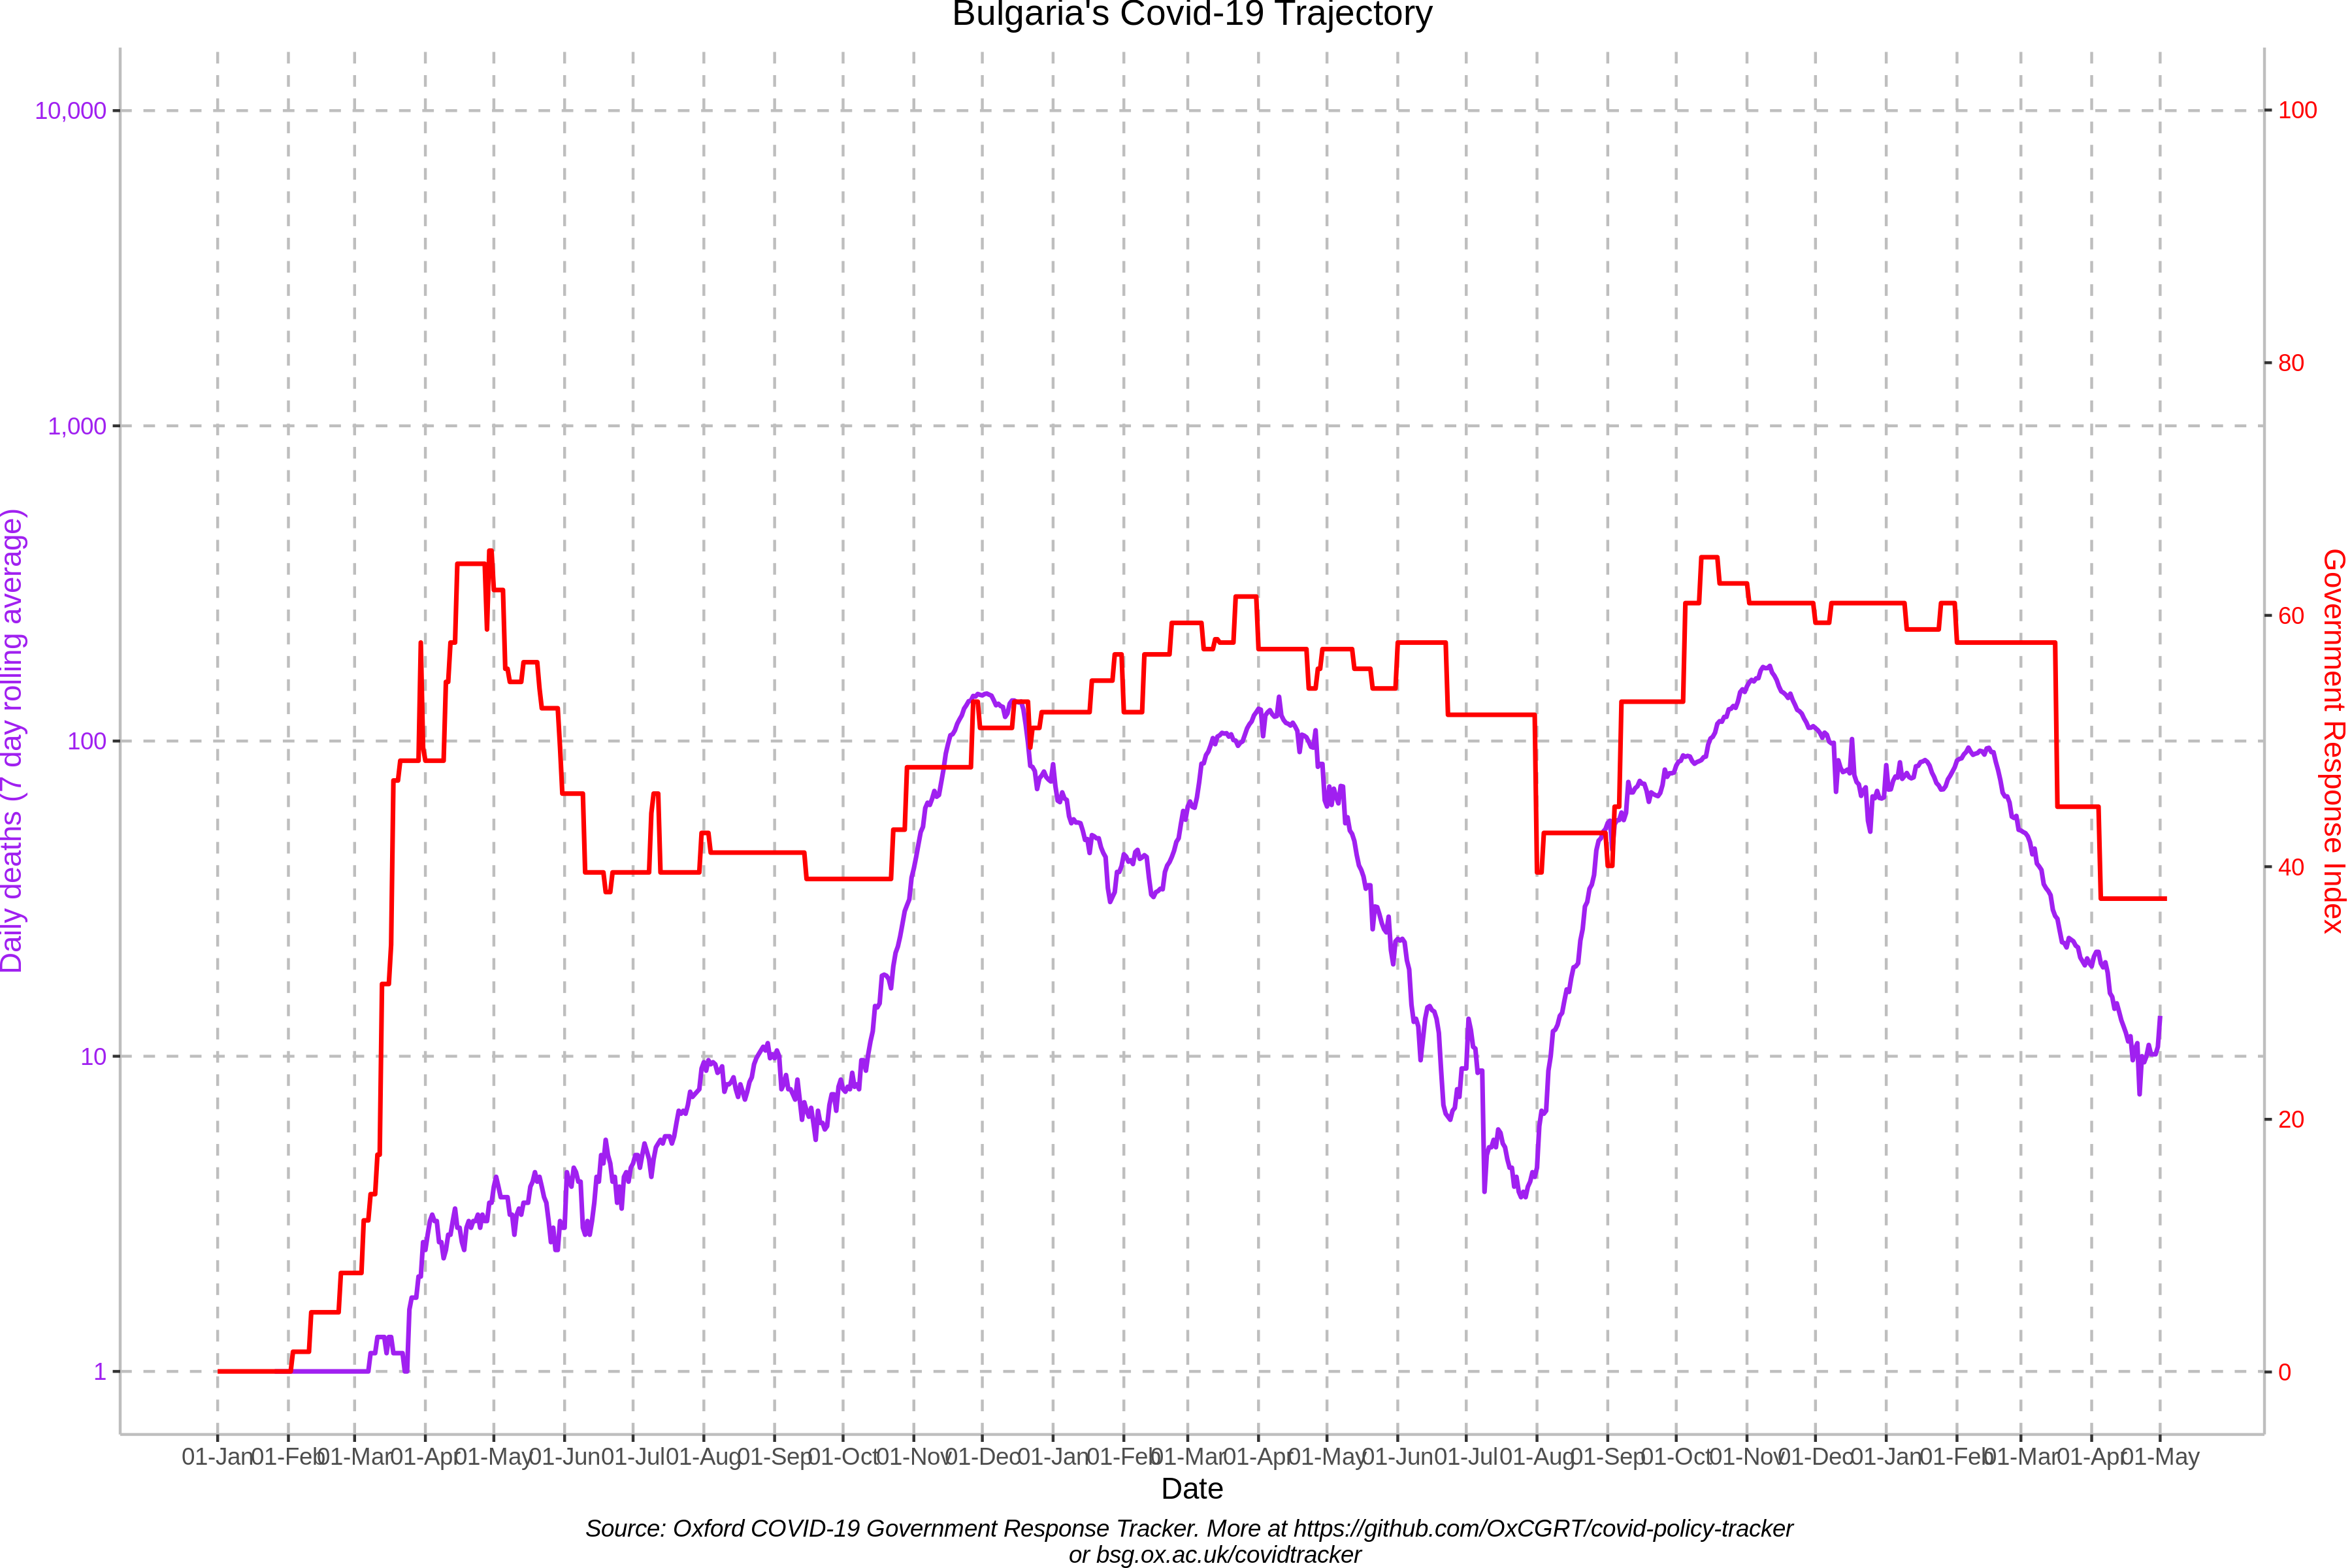 Bulgaria's Covid-19 Trajectory
10,000
1,000
100
10
1
Daily deaths (7 day rolling average)
100
80
60
40
20
0
Government Response Index
01-Jan 01-Feb 01-Mar 01-Apr 01-May 01-Jun 01-Jul 01-Aug 01-Sep 01-Oct 01-Nov 01-Dec 01-Jan 01-Feb 01-Mar 01-Apr 01-May 01-Jun 01-Jul 01-Aug 01-Sep 01-Oct 01-Nov 01-Dec 01-Jan 01-Feb 01-Mar 01-Apr 01-May
Date
Source: Oxford COVID-19 Government Response Tracker. More at https://github.com/OxCGRT/covid-policy-tracker
or bsg.ox.ac.uk/covidtracker